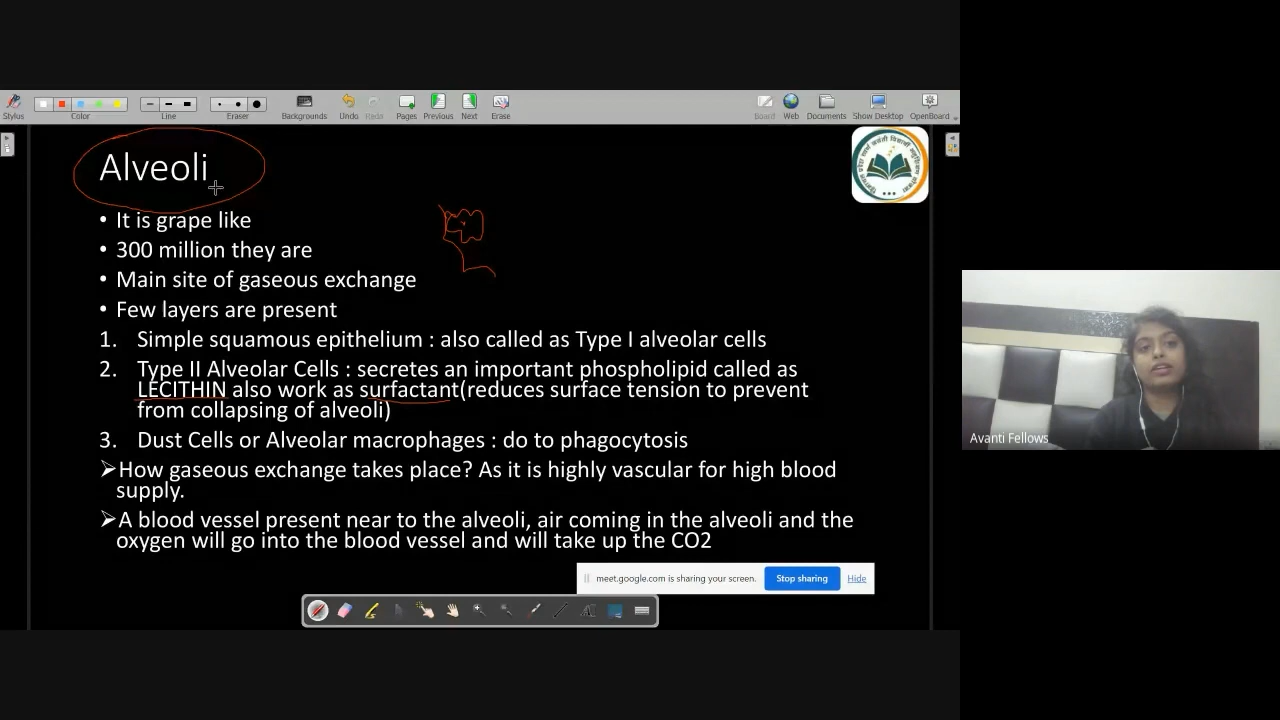 Stylus
Color
Line
Eraser
Backgrounds
Undo
Redo
Pages
Previous
Next
Erase
Board
Web
Documents
Show Desktop
OpenBoard
Alveoli
• It is grape like
• 300 million they are
• Main site of gaseous exchange
• Few layers are present
1. Simple squamous epithelium : also called as Type I alveolar cells
2. Type II Alveolar Cells : secretes an important phospholipid called as
LECITHIN also work as surfactant(reduces surface tension to prevent
from collapsing of alveoli)
3. Dust Cells or Alveolar macrophages : do to phagocytosis
➢How gaseous exchange takes place? As it is highly vascular for high blood
supply.
➢A blood vessel present near to the alveoli, air coming in the alveoli and the
oxygen will go into the blood vessel and will take up the CO2
meet.google.com is sharing your screen.
Stop sharing
Hide
Avanti Fellows